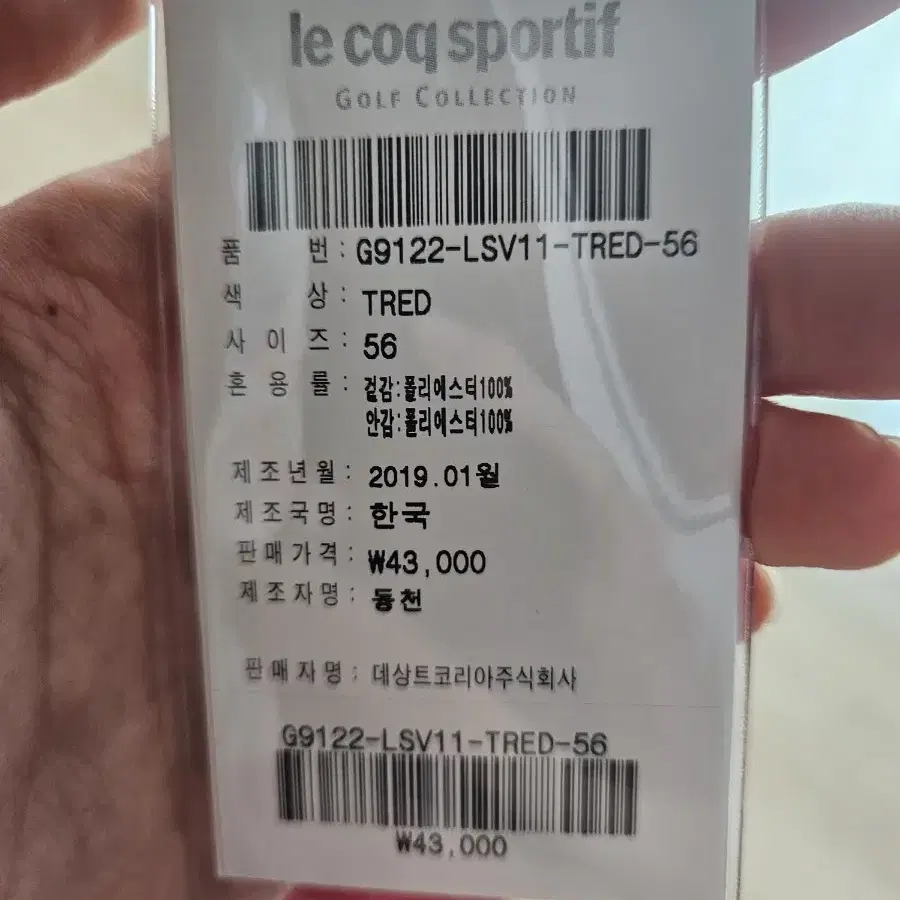 le coq sportif
GOLF COLLECTION
품 번 : G9122-LSV11-TRED-56
색 상 : TRED
사 이 즈 : 56
혼 용 률 : 겉감:폴리에스터100%
안감:폴리에스터100%
제조년월 : 2019.01월
제조국명 : 한국
판매가격 : ₩43,000
제조자명 : 동천
판매자명 : 데상트코리아주식회사
G9122-LSV11-TRED-56
₩43,000